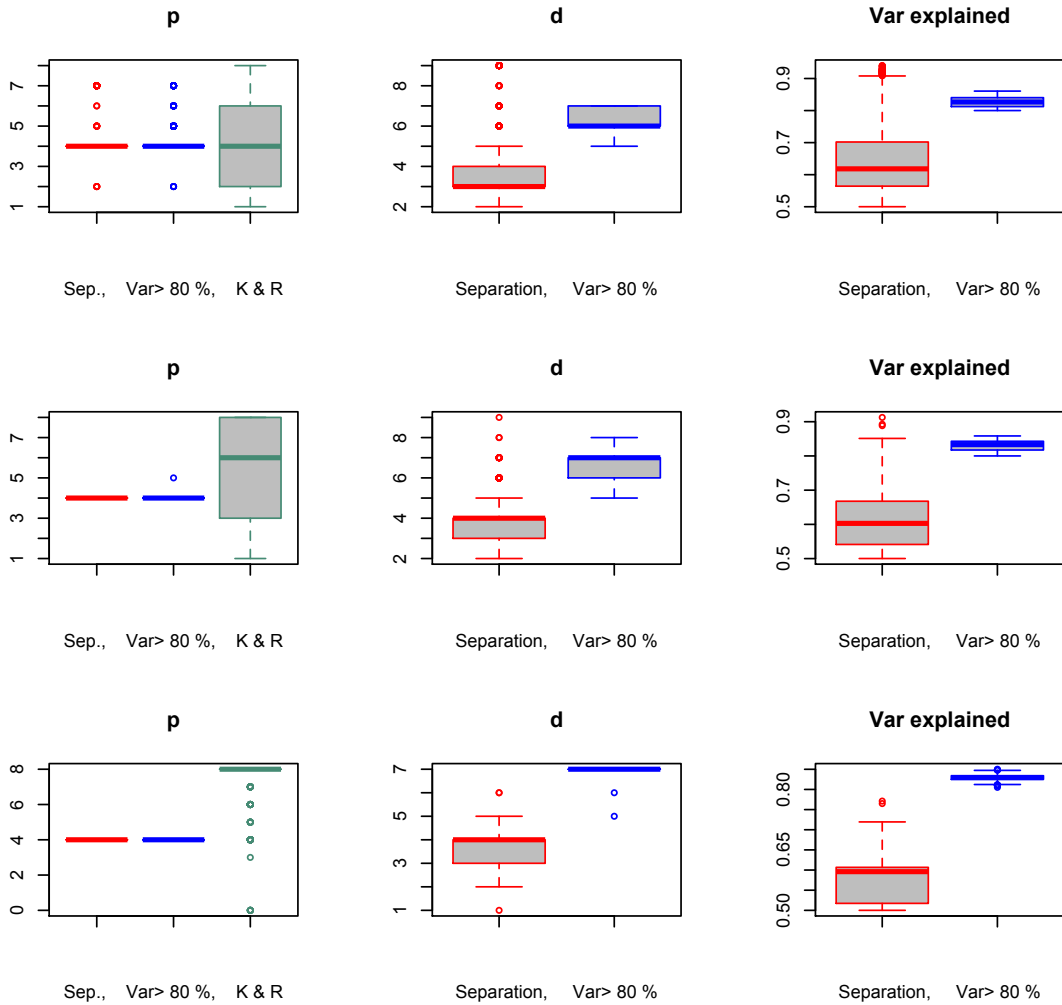 p d Var explained
1 3 5 7
2 4 6 8
0.5 0.7 0.9
Sep., Var> 80 %, K & R Separation, Var> 80 % Separation, Var> 80 %
p d Var explained
1 3 5 7
2 4 6 8
0.5 0.7 0.9
Sep., Var> 80 %, K & R Separation, Var> 80 % Separation, Var> 80 %
p d Var explained
0 2 4 6 8
1 3 5 7
0.50 0.65 0.80
Sep., Var> 80 %, K & R Separation, Var> 80 % Separation, Var> 80 %